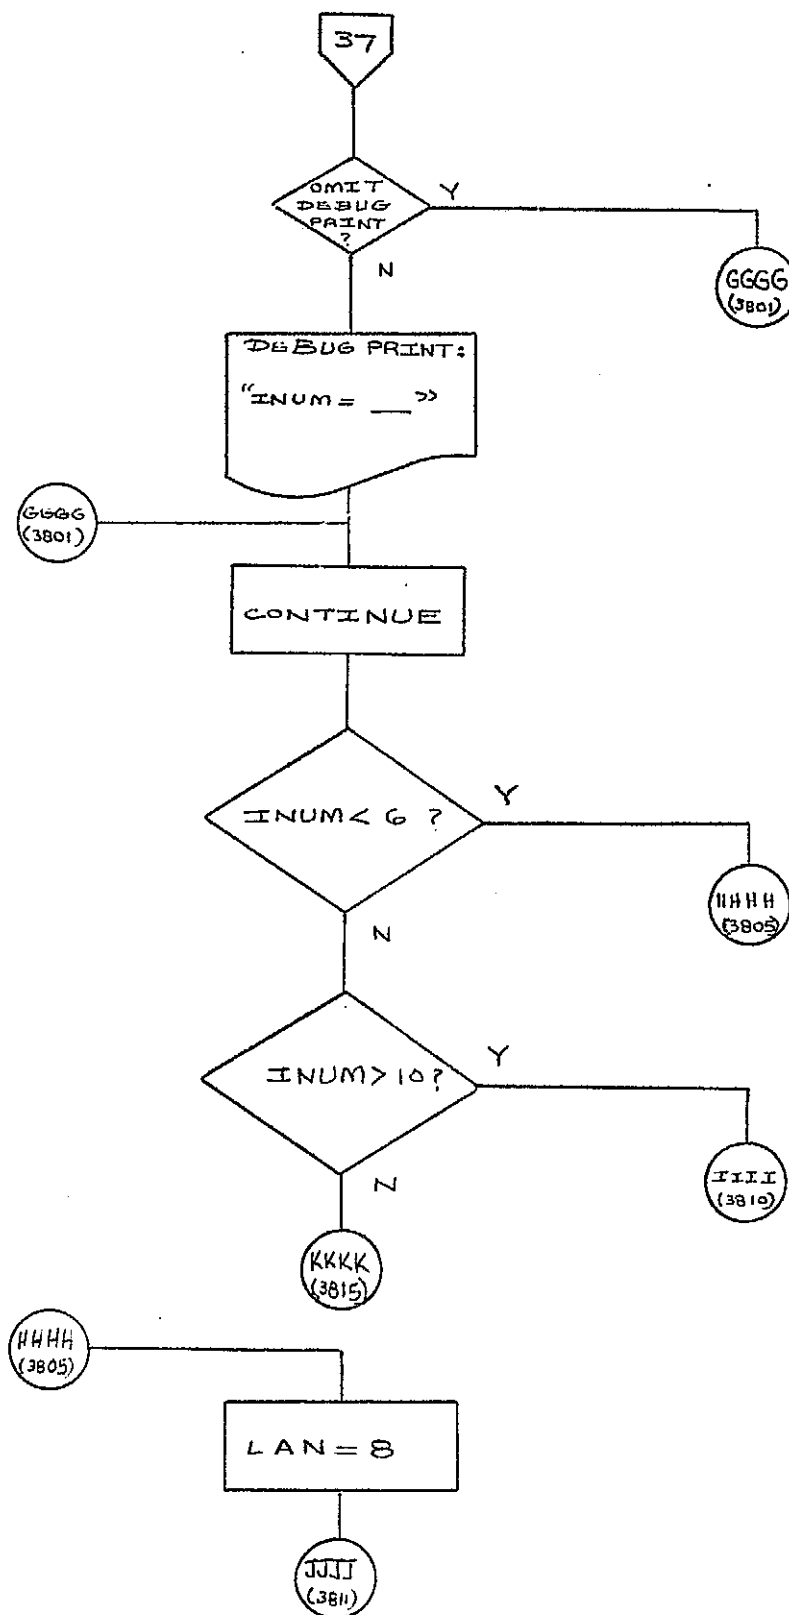 37
OMIT
DEBUG
PRINT
?
Y
N
GGGG
(3801)
DEBUG PRINT:
"INUM = __"
GGGG
(3801)
CONTINUE
INUM < 6 ?
Y
HHHH
(3805)
N
INUM > 10?
Y
IIII
(3810)
N
KKKK
(3815)
HHHH
(3805)
LAN = 8
JJJJ
(3811)